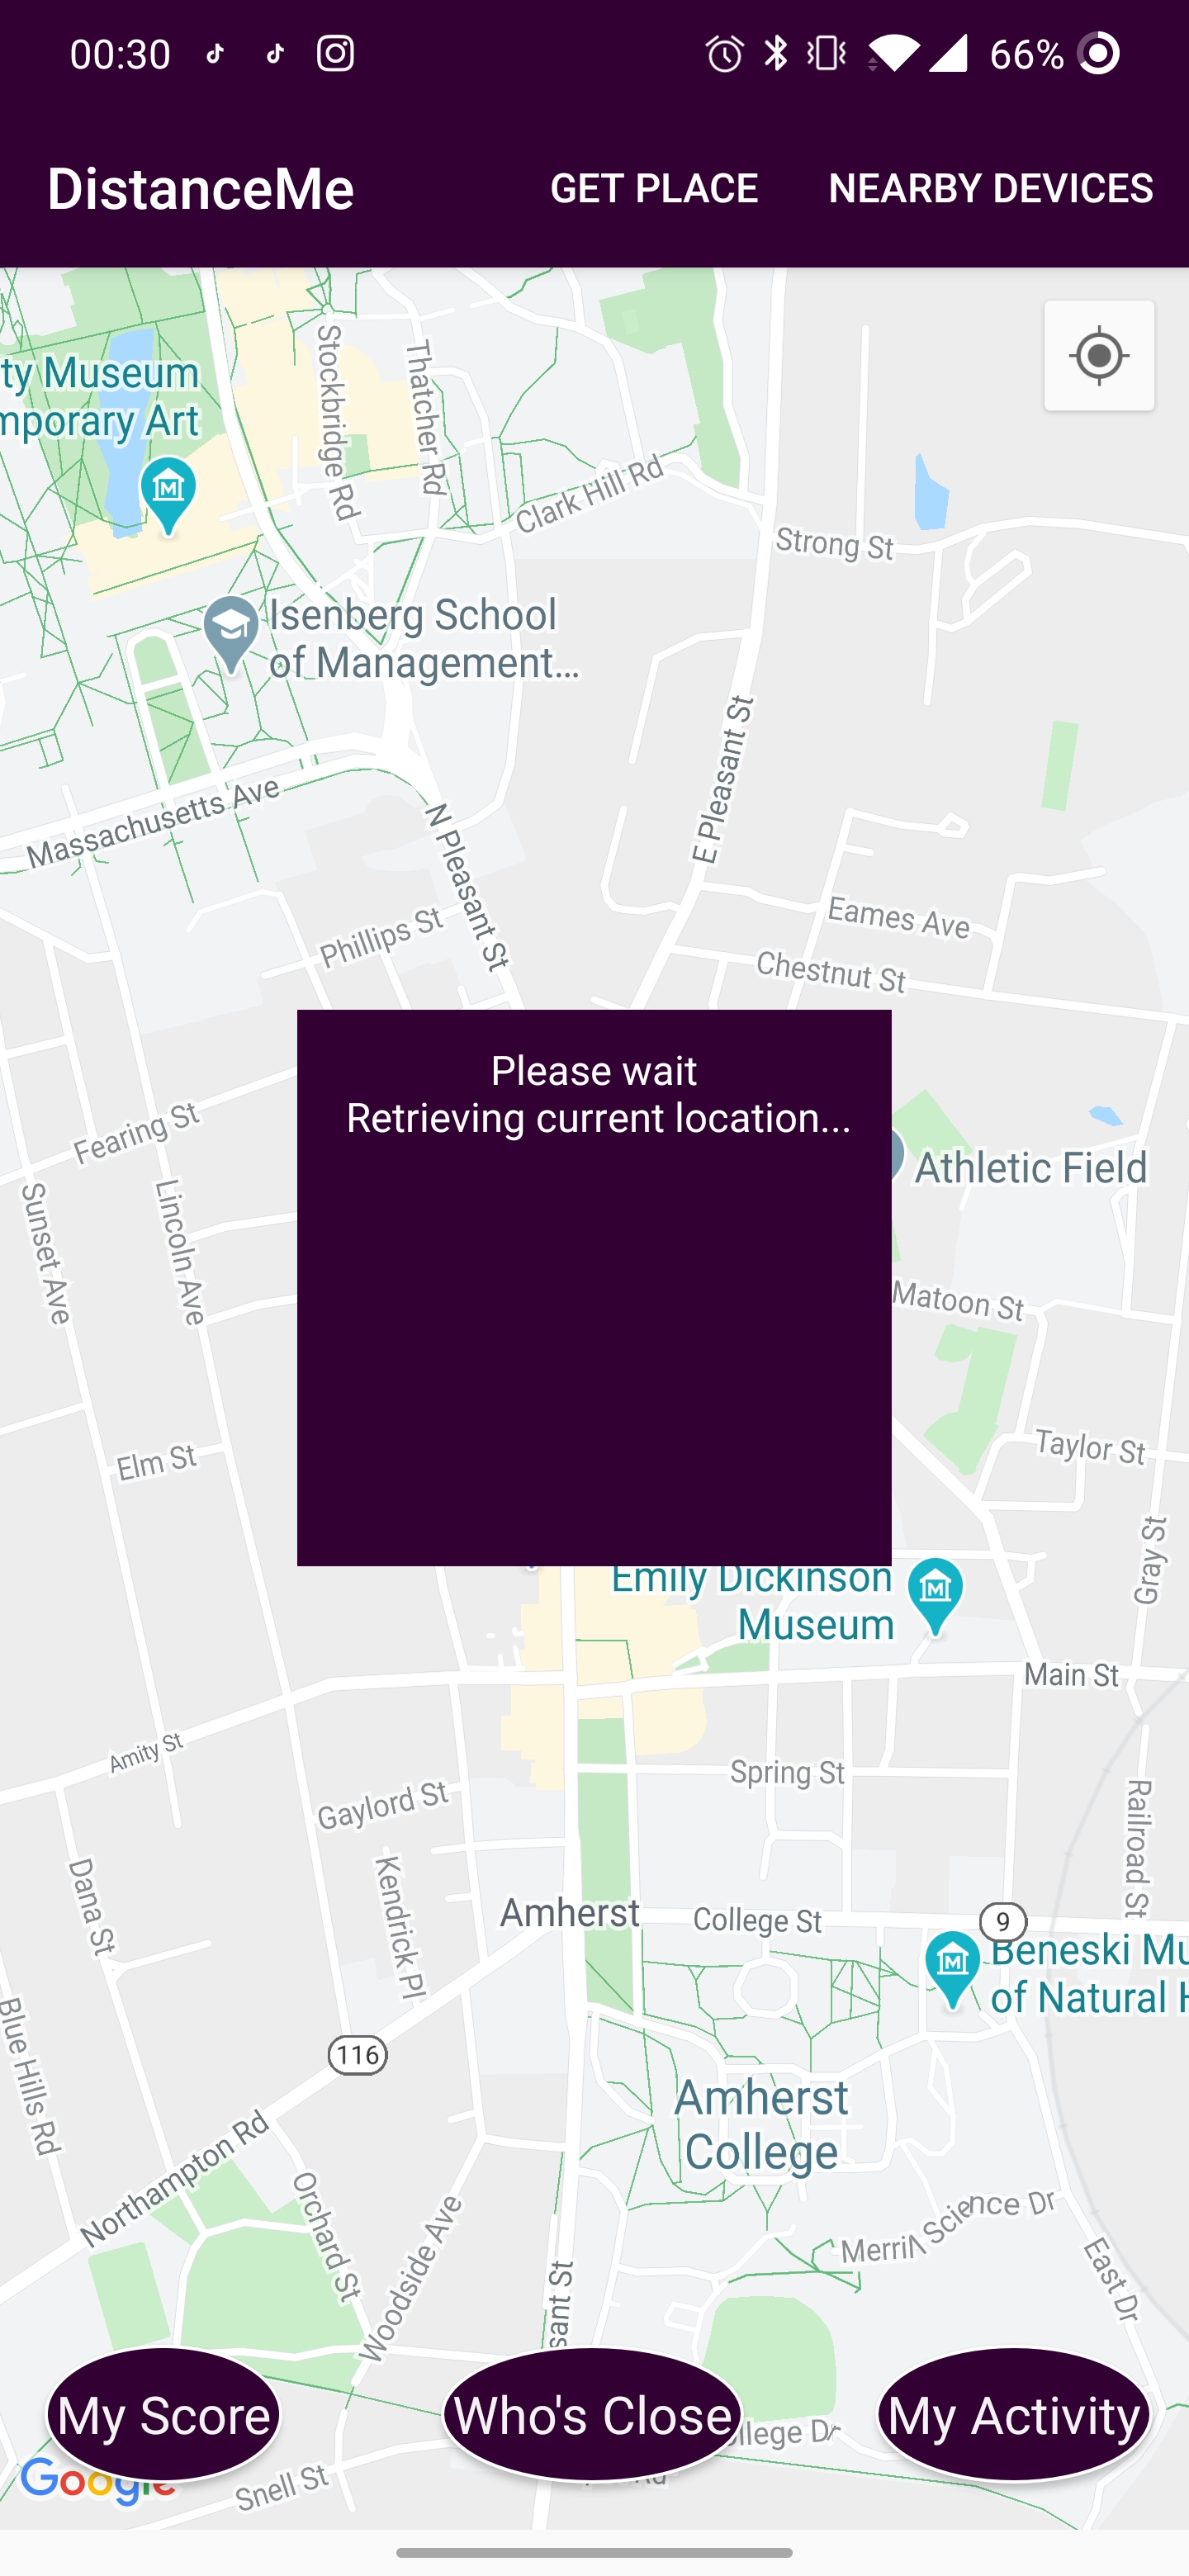 00:30
66%
DistanceMe
GET PLACE
NEARBY DEVICES
ty Museum
mporary Art
Stockbridge Rd
Thatcher Rd
Clark Hill Rd
Strong St
Isenberg School
of Management...
E Pleasant St
Massachusetts Ave
N Pleasant St
Phillips St
Eames Ave
Chestnut St
Please wait
Retrieving current location...
Fearing St
Athletic Field
Sunset Ave
Lincoln Ave
Matoon St
Elm St
Taylor St
Gray St
Emily Dickinson
Museum
Main St
Amity St
Spring St
Gaylord St
Railroad St
Dana St
Kendrick Pl
Amherst
College St
9
Beneski Mu
of Natural H
Blue Hills Rd
116
Amherst
College
Northampton Rd
Orchard St
Woodside Ave
Merrill Science Dr
East Dr
sant St
My Score
Who's Close
My Activity
llege Dr
Google
Snell St